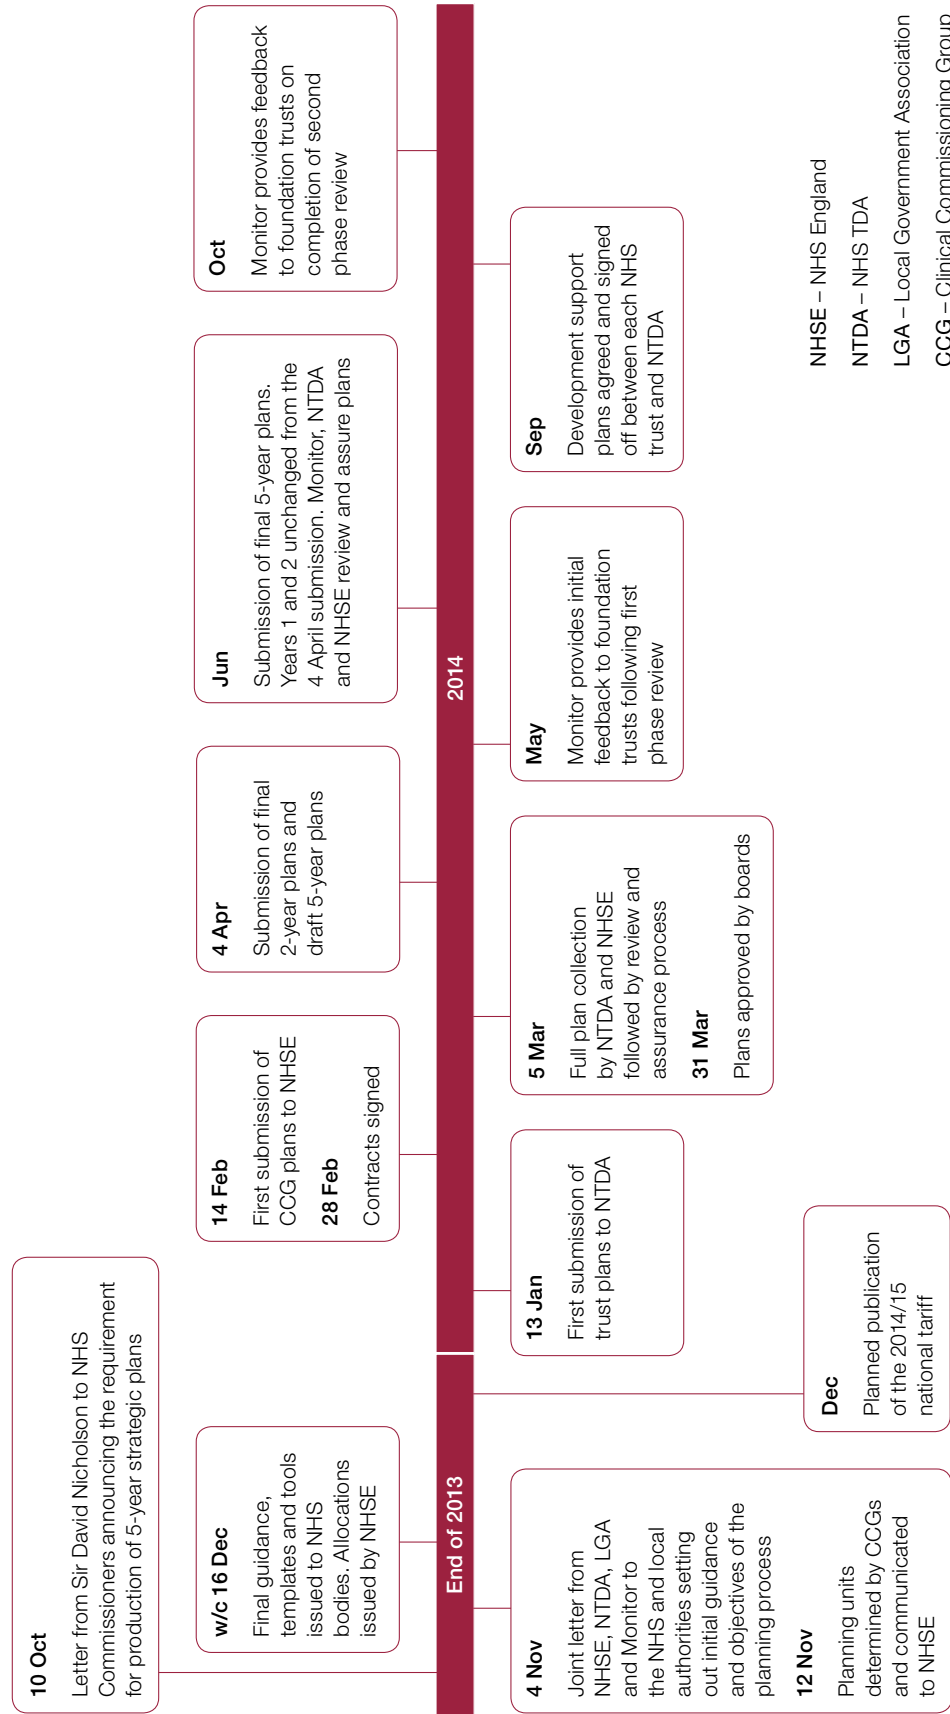 10 Oct
Letter from Sir David Nicholson to NHS
Commissioners announcing the requirement
for production of 5-year strategic plans
w/c 16 Dec
Final guidance,
templates and tools
issued to NHS
bodies. Allocations
issued by NHSE
14 Feb
First submission of
CCG plans to NHSE
28 Feb
Contracts signed
4 Apr
Submission of final
2-year plans and
draft 5-year plans
Jun
Submission of final 5-year plans.
Years 1 and 2 unchanged from the
4 April submission. Monitor, NTDA
and NHSE review and assure plans
Oct
Monitor provides feedback
to foundation trusts on
completion of second
phase review
End of 2013
2014
4 Nov
Joint letter from
NHSE, NTDA, LGA
and Monitor to
the NHS and local
authorities setting
out initial guidance
and objectives of the
planning process
12 Nov
Planning units
determined by CCGs
and communicated
to NHSE
Dec
Planned publication
of the 2014/15
national tariff
13 Jan
First submission of
trust plans to NTDA
5 Mar
Full plan collection
by NTDA and NHSE
followed by review and
assurance process
31 Mar
Plans approved by boards
May
Monitor provides initial
feedback to foundation
trusts following first
phase review
Sep
Development support
plans agreed and signed
off between each NHS
trust and NTDA
NHSE – NHS England
NTDA – NHS TDA
LGA – Local Government Association
CCG – Clinical Commissioning Group